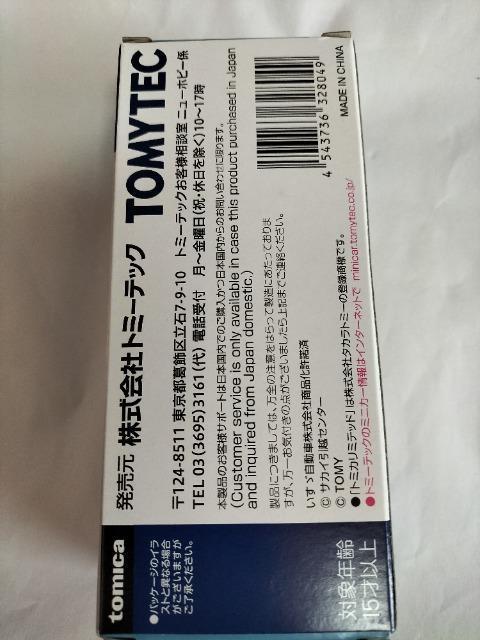 tomica
●パッケージのイラ
ストと異なる場合
がございますが
ご了承ください。
対象年齢
15才以上
発売元 株式会社トミーテック TOMYTEC
〒124-8511 東京都葛飾区立石7-9-10 トミーテックお客様相談室 ニューホビー係
TEL 03(3695)3161(代) 電話受付 月～金曜日(祝・休日を除く)10～17時
本製品のお客様サポートは日本国内でのご購入かつ日本国内からのお問い合わせに限ります。
(Customer service is only available in case this product purchased in Japan
and inquired from Japan domestic.)
製品につきましては、万全の注意をはらって製造にあたっておりま
すが、万一お気付きの点がございましたら上記までご連絡ください。
いすゞ自動車株式会社商品化許諾済
© サカイ引越センター
© TOMY
●「トミカリミテッド」は株式会社タカラトミーの登録商標です。
●トミーテックのミニカー情報はインターネットで minicar.tomytec.co.jp/
4 543736 328049
MADE IN CHINA